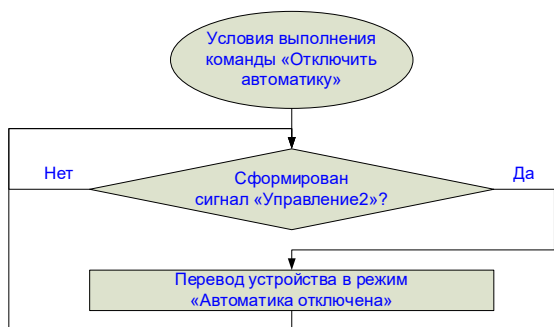 Условия выполнения
команды «Отключить
автоматику»
Нет
Да
Сформирован
сигнал «Управление2»?
Перевод устройства в режим
«Автоматика отключена»